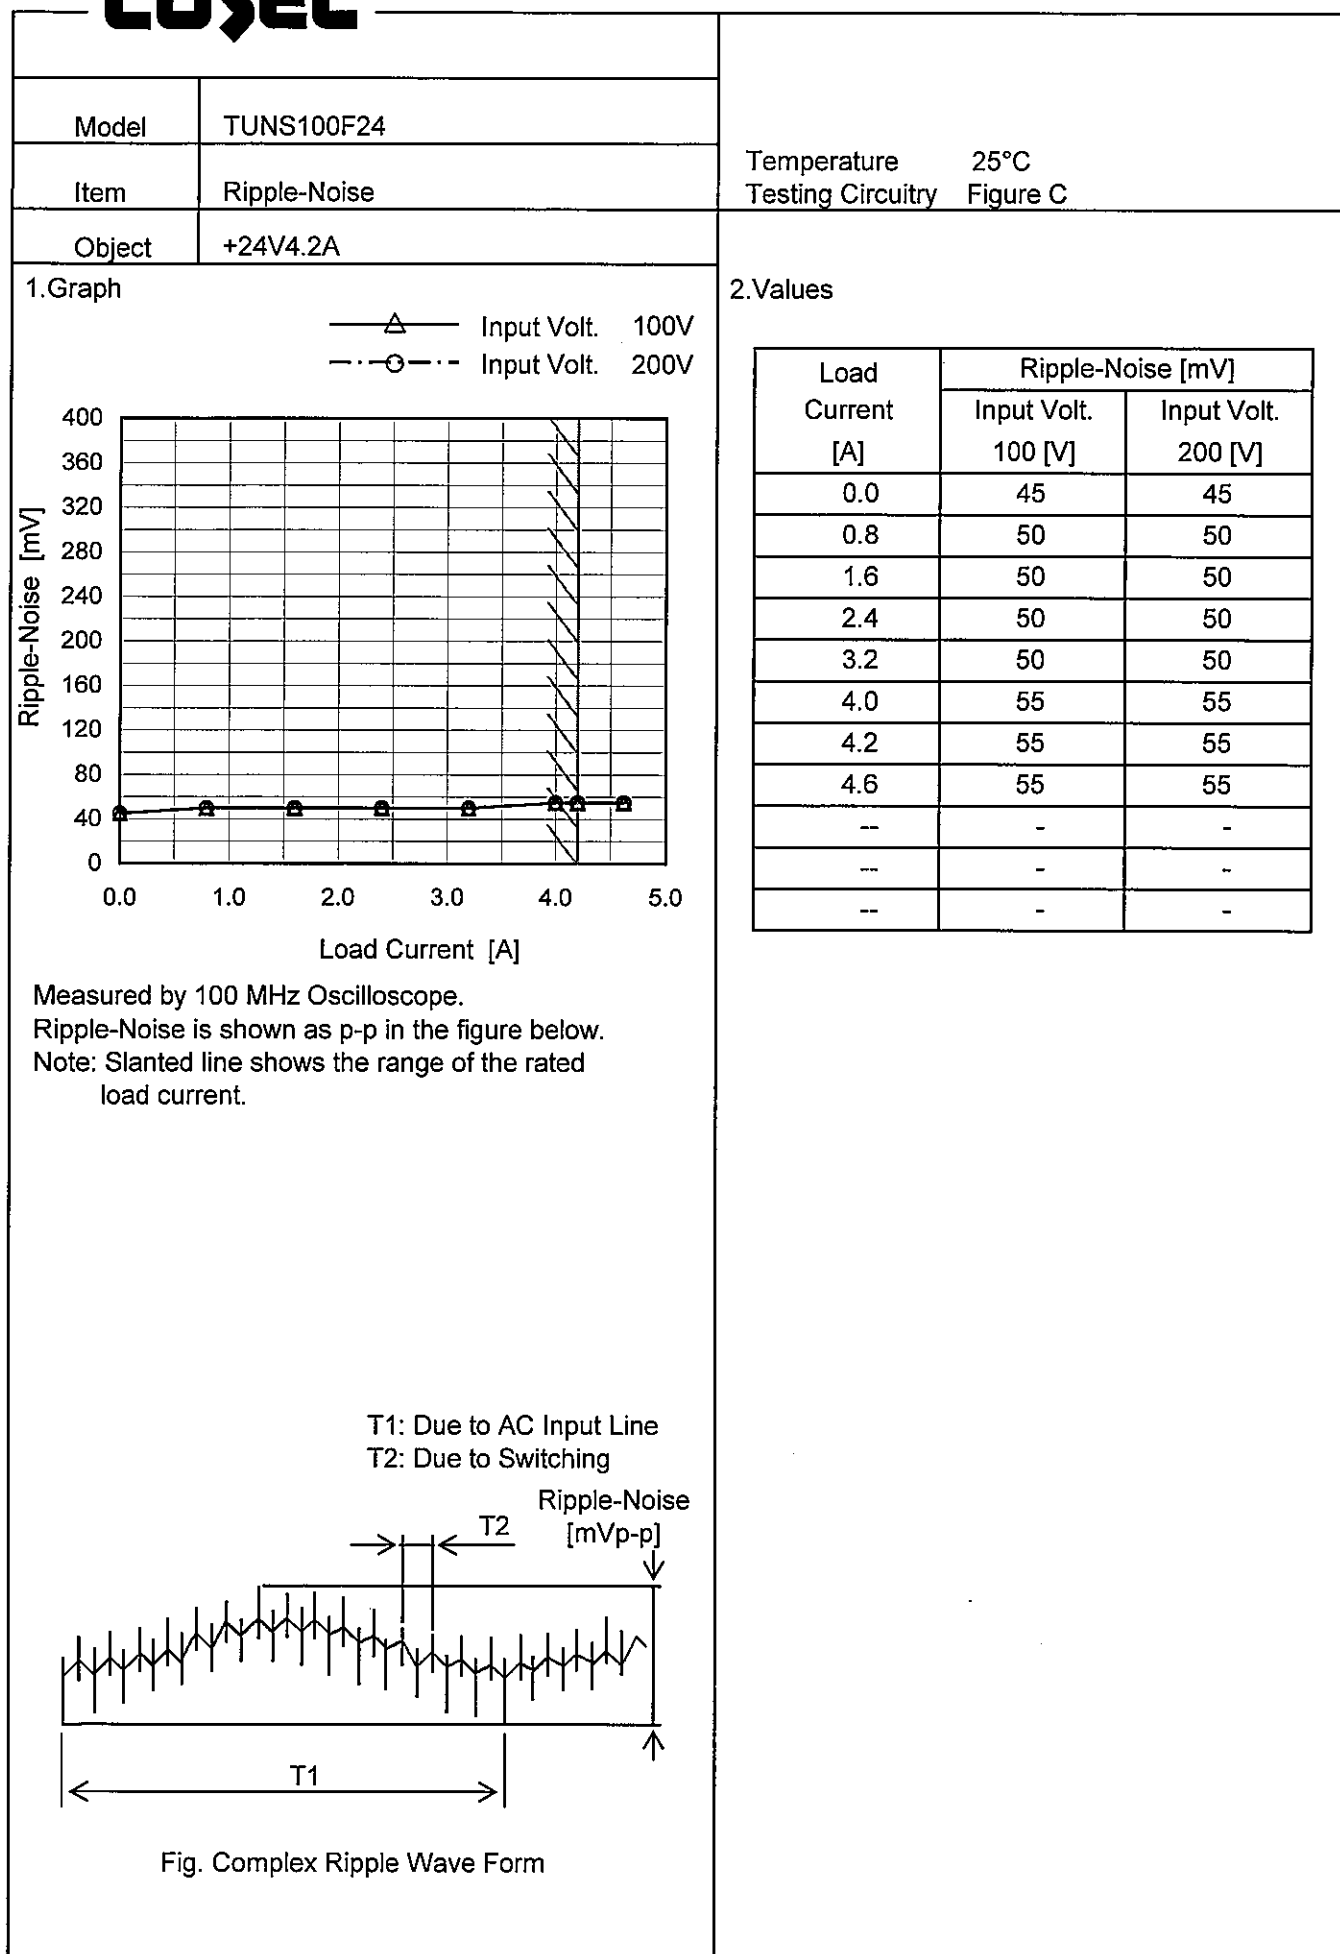 COSEL
Model TUNS100F24
Item Ripple-Noise
Object +24V4.2A
Temperature 25°C
Testing Circuitry Figure C
1.Graph
Input Volt. 100V
Input Volt. 200V
Ripple-Noise [mV]
400
360
320
280
240
200
160
120
80
40
0
0.0 1.0 2.0 3.0 4.0 5.0
Load Current [A]
Measured by 100 MHz Oscilloscope.
Ripple-Noise is shown as p-p in the figure below.
Note: Slanted line shows the range of the rated
load current.
T1: Due to AC Input Line
T2: Due to Switching
Ripple-Noise
[mVp-p]
T2
T1
Fig. Complex Ripple Wave Form
2.Values
Load Ripple-Noise [mV]
Current Input Volt. Input Volt.
[A] 100 [V] 200 [V]
0.0 45 45
0.8 50 50
1.6 50 50
2.4 50 50
3.2 50 50
4.0 55 55
4.2 55 55
4.6 55 55
-- - -
-- - -
-- - -